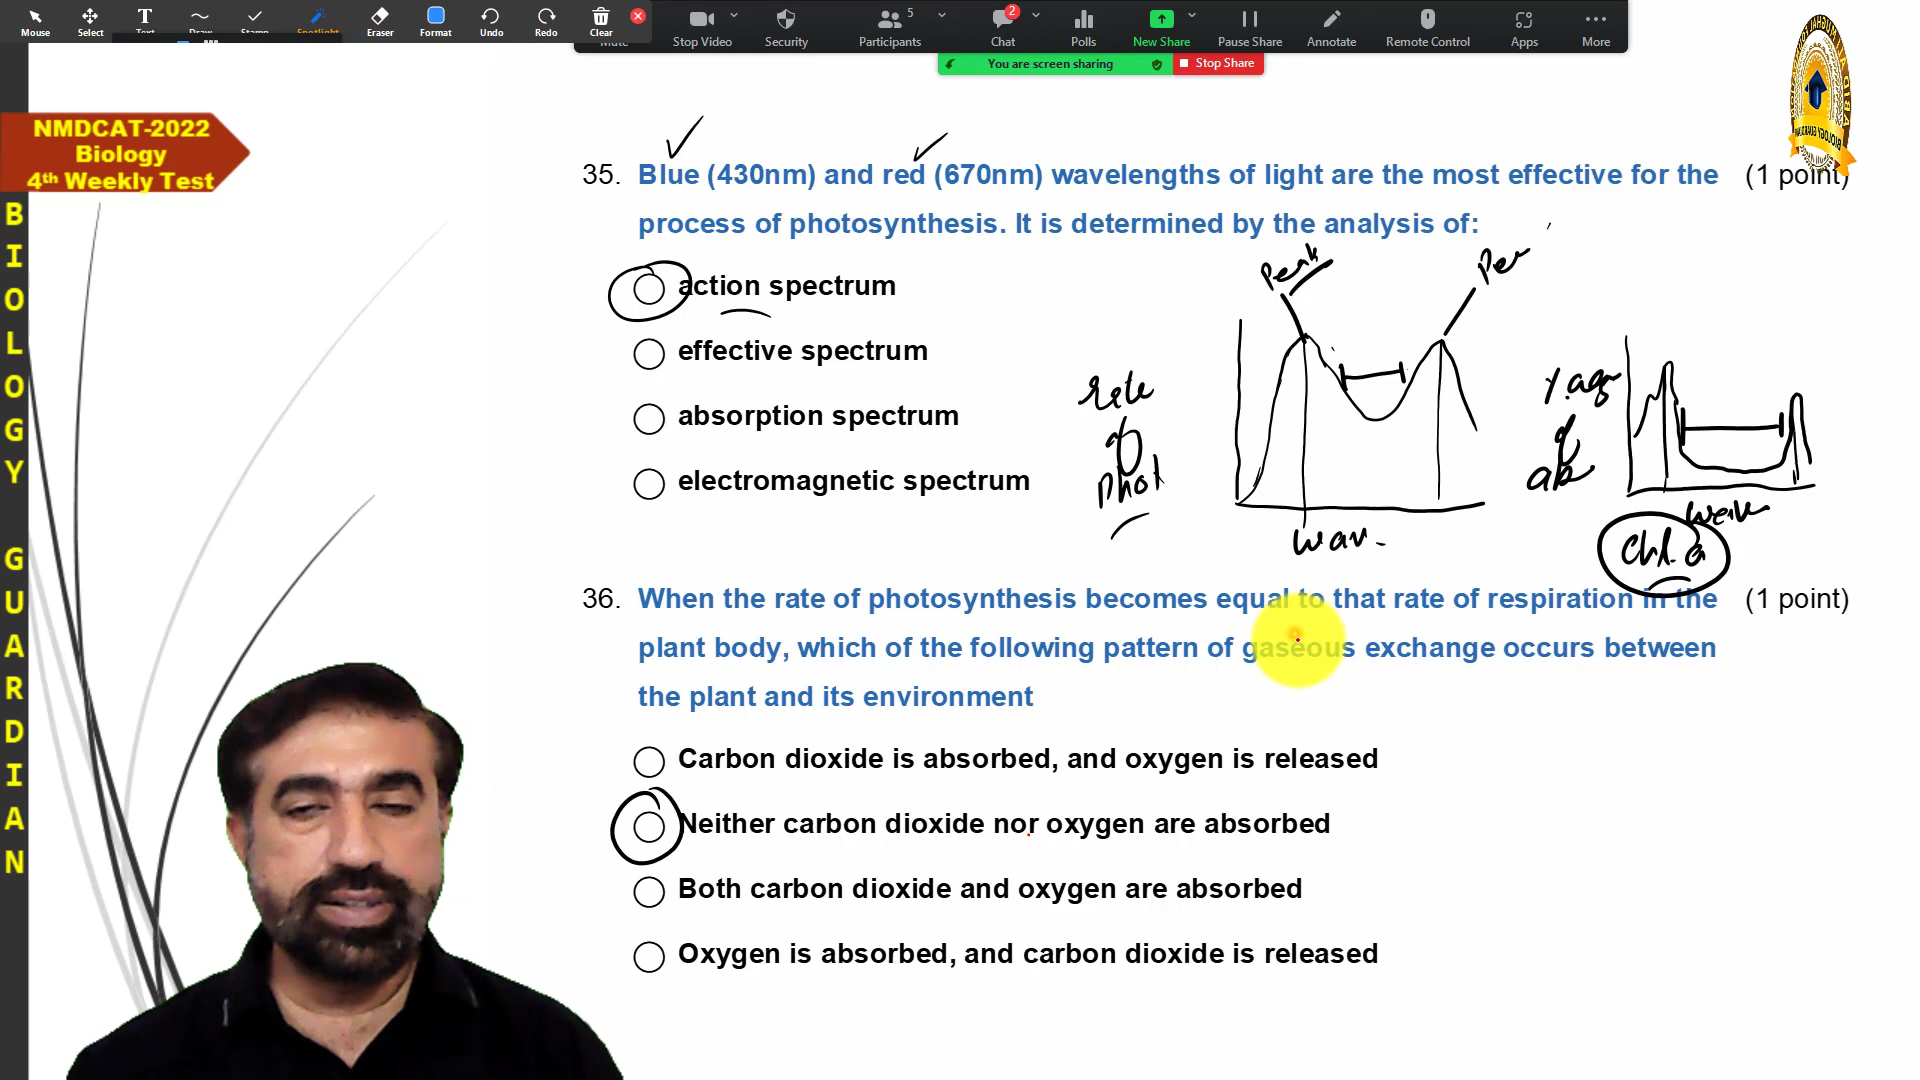 Mouse Select Text Draw Stamp Spotlight Eraser Format Undo Redo Clear
Mute Stop Video Security Participants 5 Chat 2 Polls New Share Pause Share Annotate Remote Control Apps More
You are screen sharing Stop Share
NMDCAT-2022
Biology
4th Weekly Test
BIOLOGY GUARDIAN
35. Blue (430nm) and red (670nm) wavelengths of light are the most effective for the (1 point)
process of photosynthesis. It is determined by the analysis of:
action spectrum
effective spectrum
absorption spectrum
electromagnetic spectrum
Peak
rate
of
Phot
Wav.
ab
Chl. a
36. When the rate of photosynthesis becomes equal to that rate of respiration in the (1 point)
plant body, which of the following pattern of gaseous exchange occurs between
the plant and its environment
Carbon dioxide is absorbed, and oxygen is released
Neither carbon dioxide nor oxygen are absorbed
Both carbon dioxide and oxygen are absorbed
Oxygen is absorbed, and carbon dioxide is released